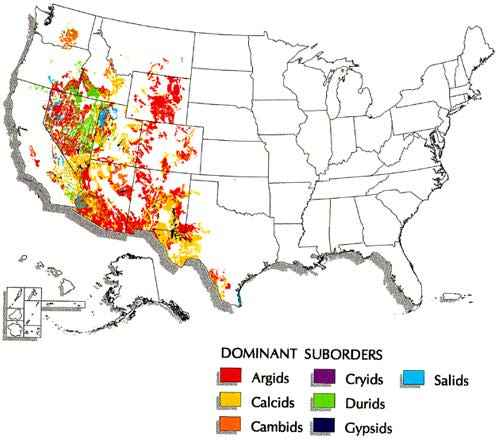 DOMINANT SUBORDERS
Argids Cryids Salids
Calcids Durids
Cambids Gypsids